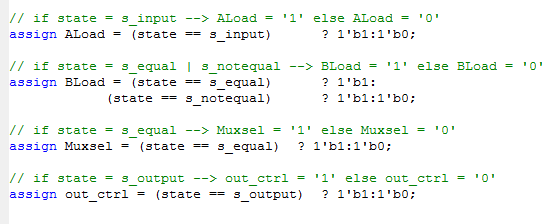 // if state = s_input --> ALoad = '1' else ALoad = '0'
assign ALoad = (state == s_input)      ? 1'b1:1'b0;
// if state = s_equal | s_notequal --> BLoad = '1' else BLoad = '0'
assign BLoad = (state == s_equal)      ? 1'b1:
            (state == s_notequal)      ? 1'b1:1'b0;
// if state = s_equal --> Muxsel = '1' else Muxsel = '0'
assign Muxsel = (state == s_equal)  ? 1'b1:1'b0;
// if state = s_output --> out_ctrl = '1' else out_ctrl = '0'
assign out_ctrl = (state == s_output)  ? 1'b1:1'b0;